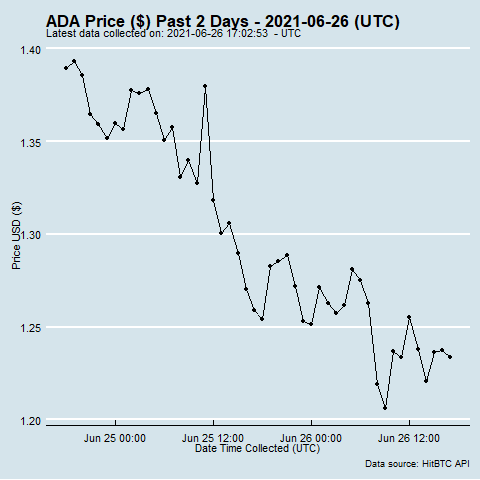 ADA Price ($) Past 2 Days - 2021-06-26 (UTC)
Latest data collected on: 2021-06-26 17:02:53 - UTC
1.40
1.35
1.30
1.25
1.20
Price USD ($)
Jun 25 00:00 Jun 25 12:00 Jun 26 00:00 Jun 26 12:00
Date Time Collected (UTC)
Data source: HitBTC API